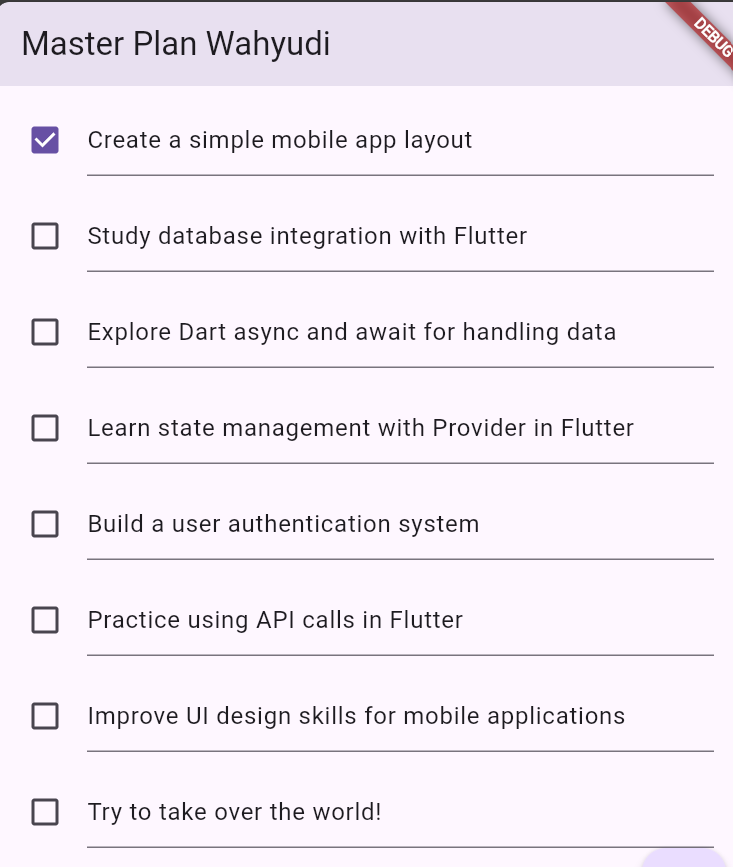 Master Plan Wahyudi
DEBUG
Create a simple mobile app layout
Study database integration with Flutter
Explore Dart async and await for handling data
Learn state management with Provider in Flutter
Build a user authentication system
Practice using API calls in Flutter
Improve UI design skills for mobile applications
Try to take over the world!